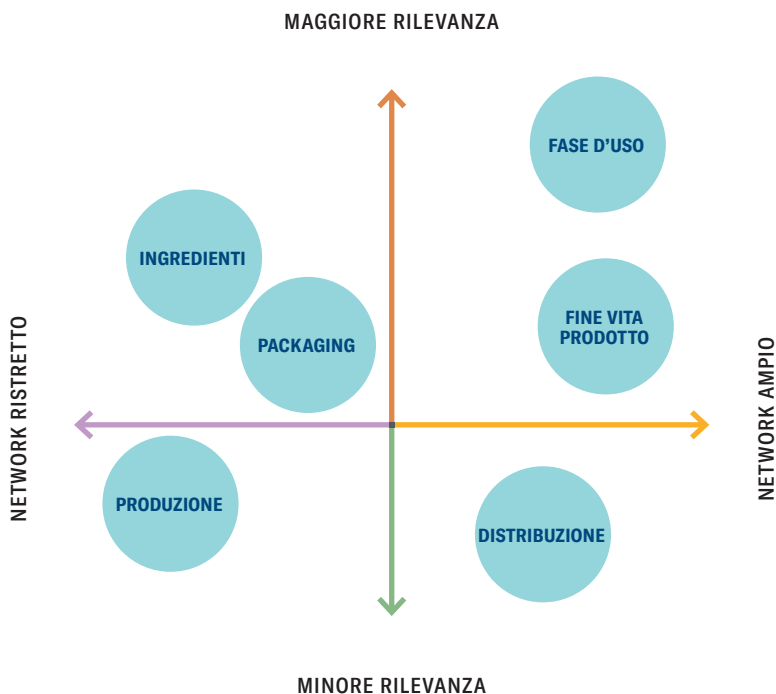 MAGGIORE RILEVANZA
FASE D'USO
INGREDIENTI
PACKAGING
FINE VITA
PRODOTTO
NETWORK RISTRETTO
NETWORK AMPIO
PRODUZIONE
DISTRIBUZIONE
MINORE RILEVANZA